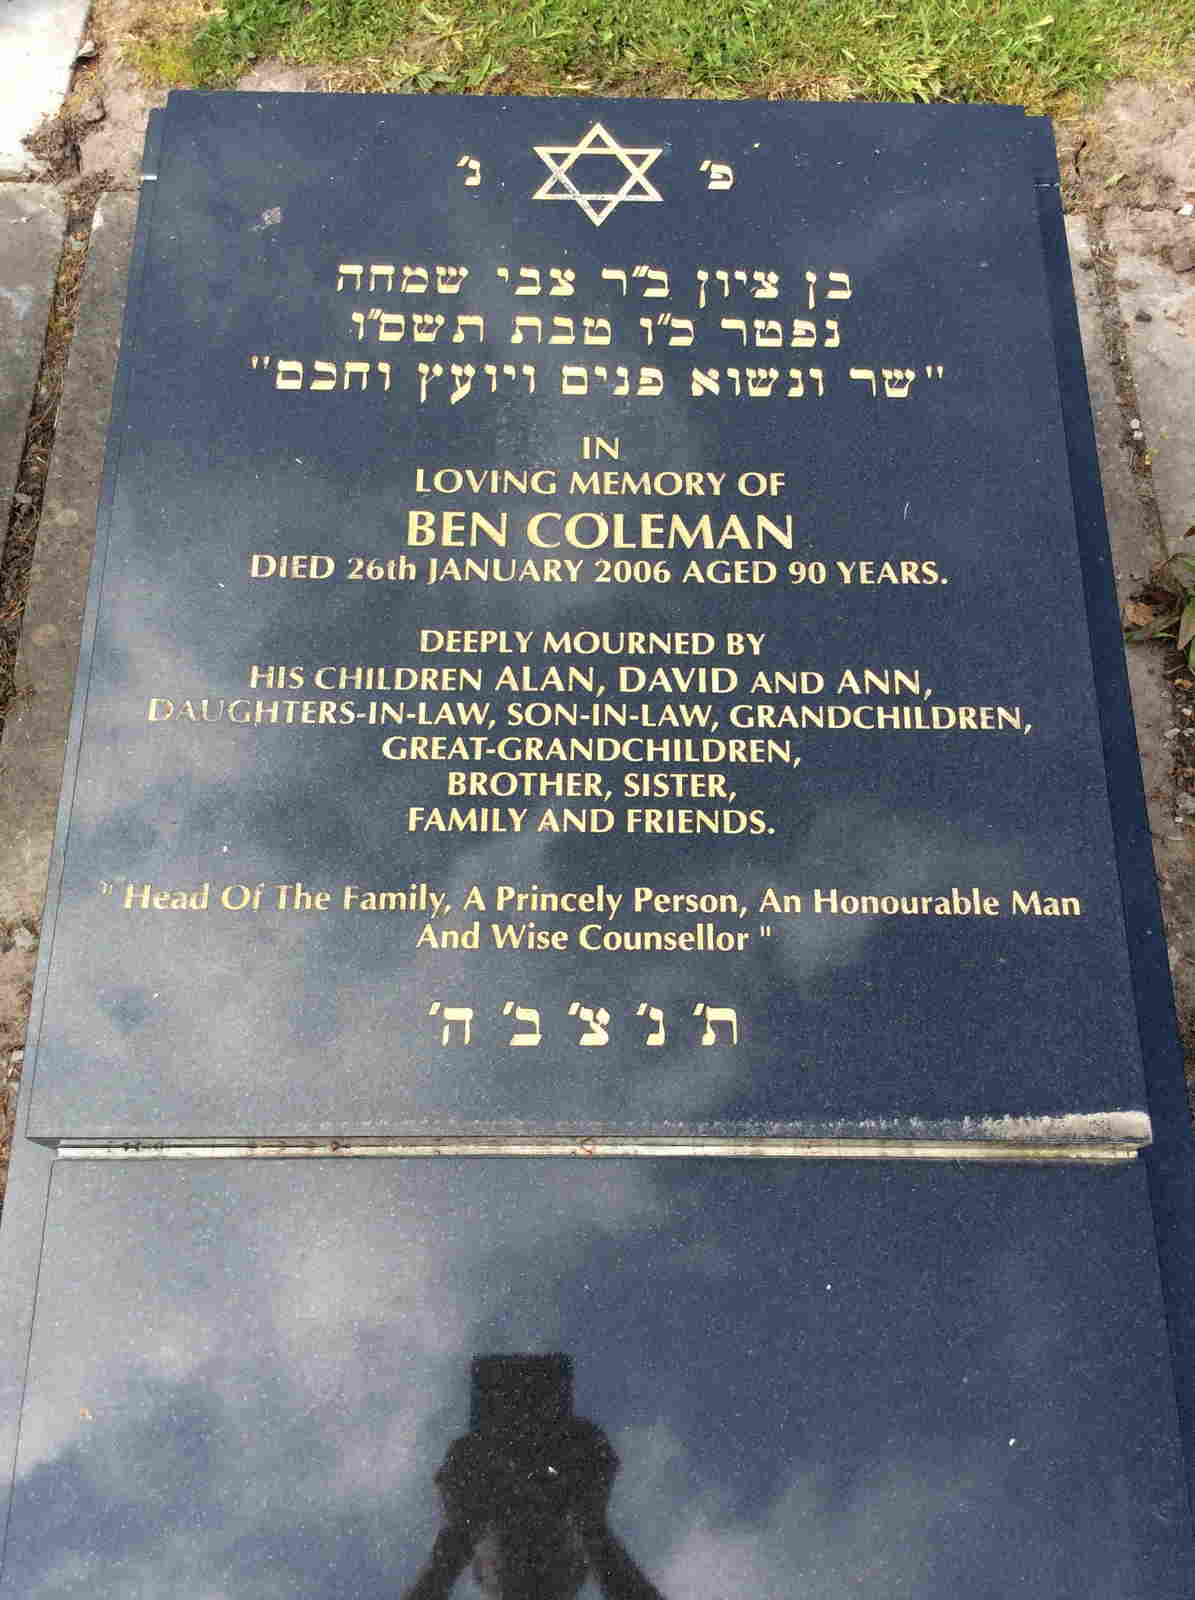 פ' נ'
בן ציון ב"ר צבי שמחה
נפטר כ"ו טבת תשס"ו
"שר ונשוא פנים ויועץ וחכם"
IN
LOVING MEMORY OF
BEN COLEMAN
DIED 26th JANUARY 2006 AGED 90 YEARS.
DEEPLY MOURNED BY
HIS CHILDREN ALAN, DAVID AND ANN,
DAUGHTERS-IN-LAW, SON-IN-LAW, GRANDCHILDREN,
GREAT-GRANDCHILDREN,
BROTHER, SISTER,
FAMILY AND FRIENDS.
" Head Of The Family, A Princely Person, An Honourable Man
And Wise Counsellor "
ת' נ' צ' ב' ה'